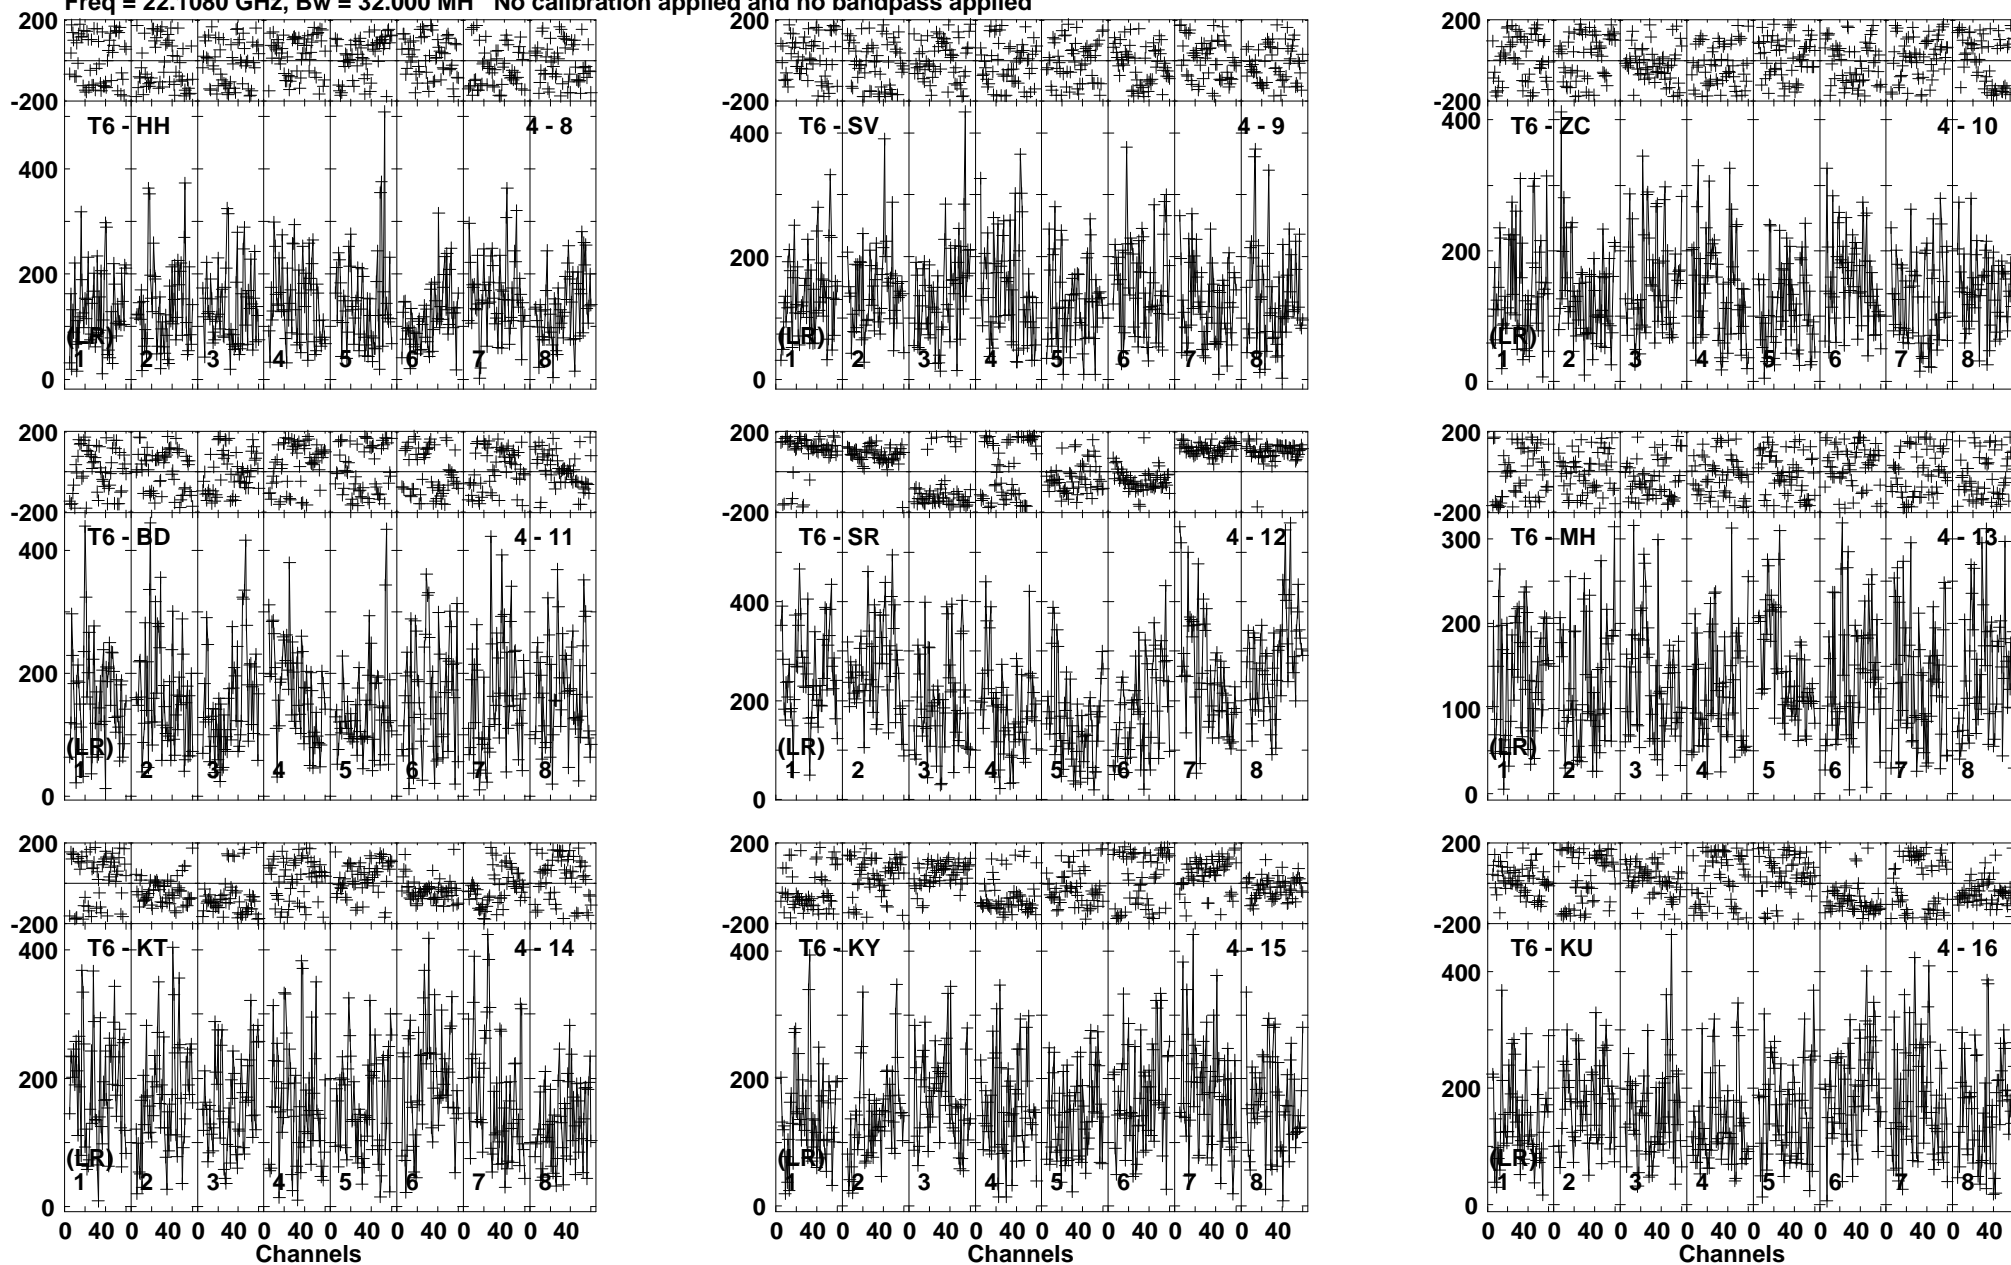 Freq = 22.1080 GHz, Bw = 32.000 MH No calibration applied and no bandpass applied
200
-200
T6 - HH 4 - 8
400
200
0
(LR)
1 2 3 4 5 6 7 8
200
-200
T6 - SV 4 - 9
400
200
0
(LR)
1 2 3 4 5 6 7 8
200
-200
T6 - ZC 4 - 10
400
200
0
(LR)
1 2 3 4 5 6 7 8
200
-200
T6 - BD 4 - 11
400
200
0
(LR)
1 2 3 4 5 6 7 8
200
-200
T6 - SR 4 - 12
400
200
0
(LR)
1 2 3 4 5 6 7 8
200
-200
T6 - MH 4 - 13
300
200
100
0
(LR)
1 2 3 4 5 6 7 8
200
-200
T6 - KT 4 - 14
400
200
0
(LR)
1 2 3 4 5 6 7 8
0 40 0 40 0 40 0 40 0 40 0 40 0 40 0 40
Channels
200
-200
T6 - KY 4 - 15
400
200
0
(LR)
1 2 3 4 5 6 7 8
0 40 0 40 0 40 0 40 0 40 0 40 0 40 0 40
Channels
200
-200
T6 - KU 4 - 16
400
200
0
(LR)
1 2 3 4 5 6 7 8
0 40 0 40 0 40 0 40 0 40 0 40 0 40 0 40
Channels